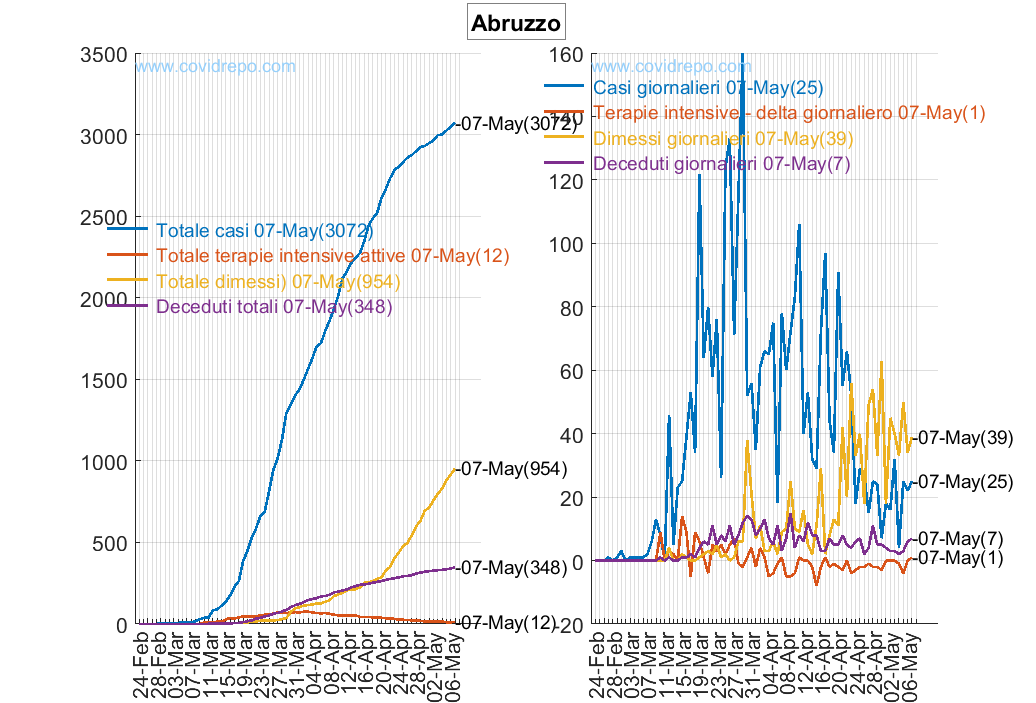 Abruzzo
www.covidrepo.com
3500
3000
2500
2000
1500
1000
500
0
Totale casi 07-May(3072)
Totale terapie intensive attive 07-May(12)
Totale dimessi) 07-May(954)
Deceduti totali 07-May(348)
-07-May(3072)
-07-May(954)
-07-May(348)
-07-May(12)
24-Feb
28-Feb
03-Mar
07-Mar
11-Mar
15-Mar
19-Mar
23-Mar
27-Mar
31-Mar
04-Apr
08-Apr
12-Apr
16-Apr
20-Apr
24-Apr
28-Apr
02-May
06-May
www.covidrepo.com
160
140
120
100
80
60
40
20
0
-20
Casi giornalieri 07-May(25)
Terapie intensive - delta giornaliero 07-May(1)
Dimessi giornalieri 07-May(39)
Deceduti giornalieri 07-May(7)
-07-May(39)
-07-May(25)
-07-May(7)
-07-May(1)
24-Feb
28-Feb
03-Mar
07-Mar
11-Mar
15-Mar
19-Mar
23-Mar
27-Mar
31-Mar
04-Apr
08-Apr
12-Apr
16-Apr
20-Apr
24-Apr
28-Apr
02-May
06-May